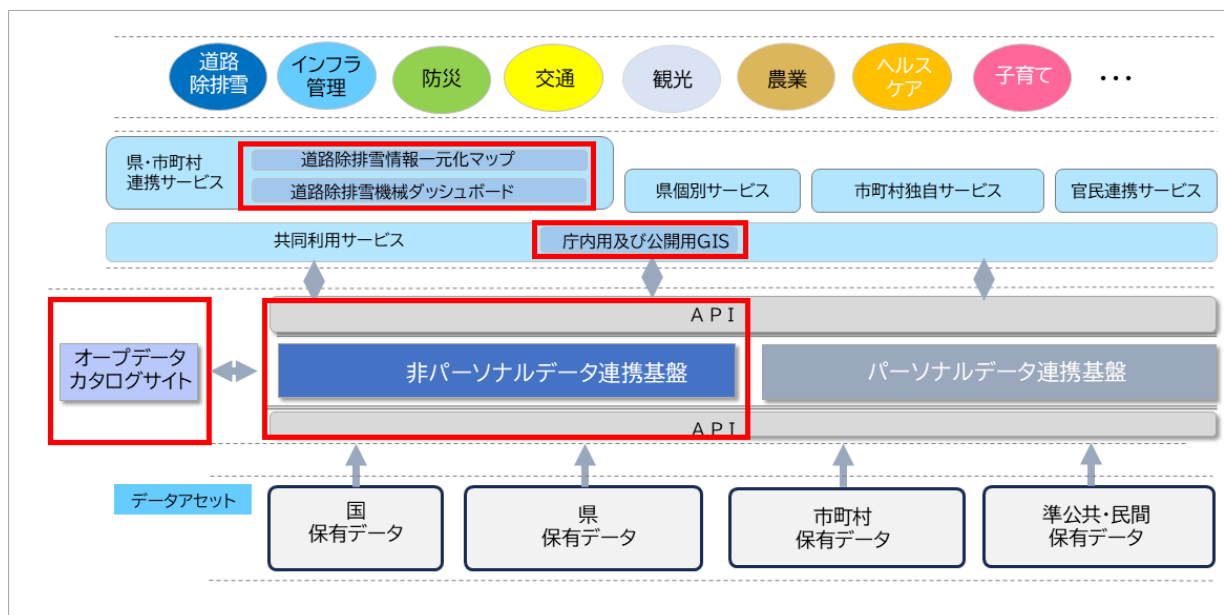 道路
除排雪
インフラ
管理
防災
交通
観光
農業
ヘルス
ケア
子育て
・・・
県・市町村
連携サービス
道路除排雪情報一元化マップ
道路除排雪機械ダッシュボード
県個別サービス
市町村独自サービス
官民連携サービス
共同利用サービス
庁内用及び公開用GIS
API
オープデータ
カタログサイト
非パーソナルデータ連携基盤
パーソナルデータ連携基盤
API
データアセット
国
保有データ
県
保有データ
市町村
保有データ
準公共・民間
保有データ